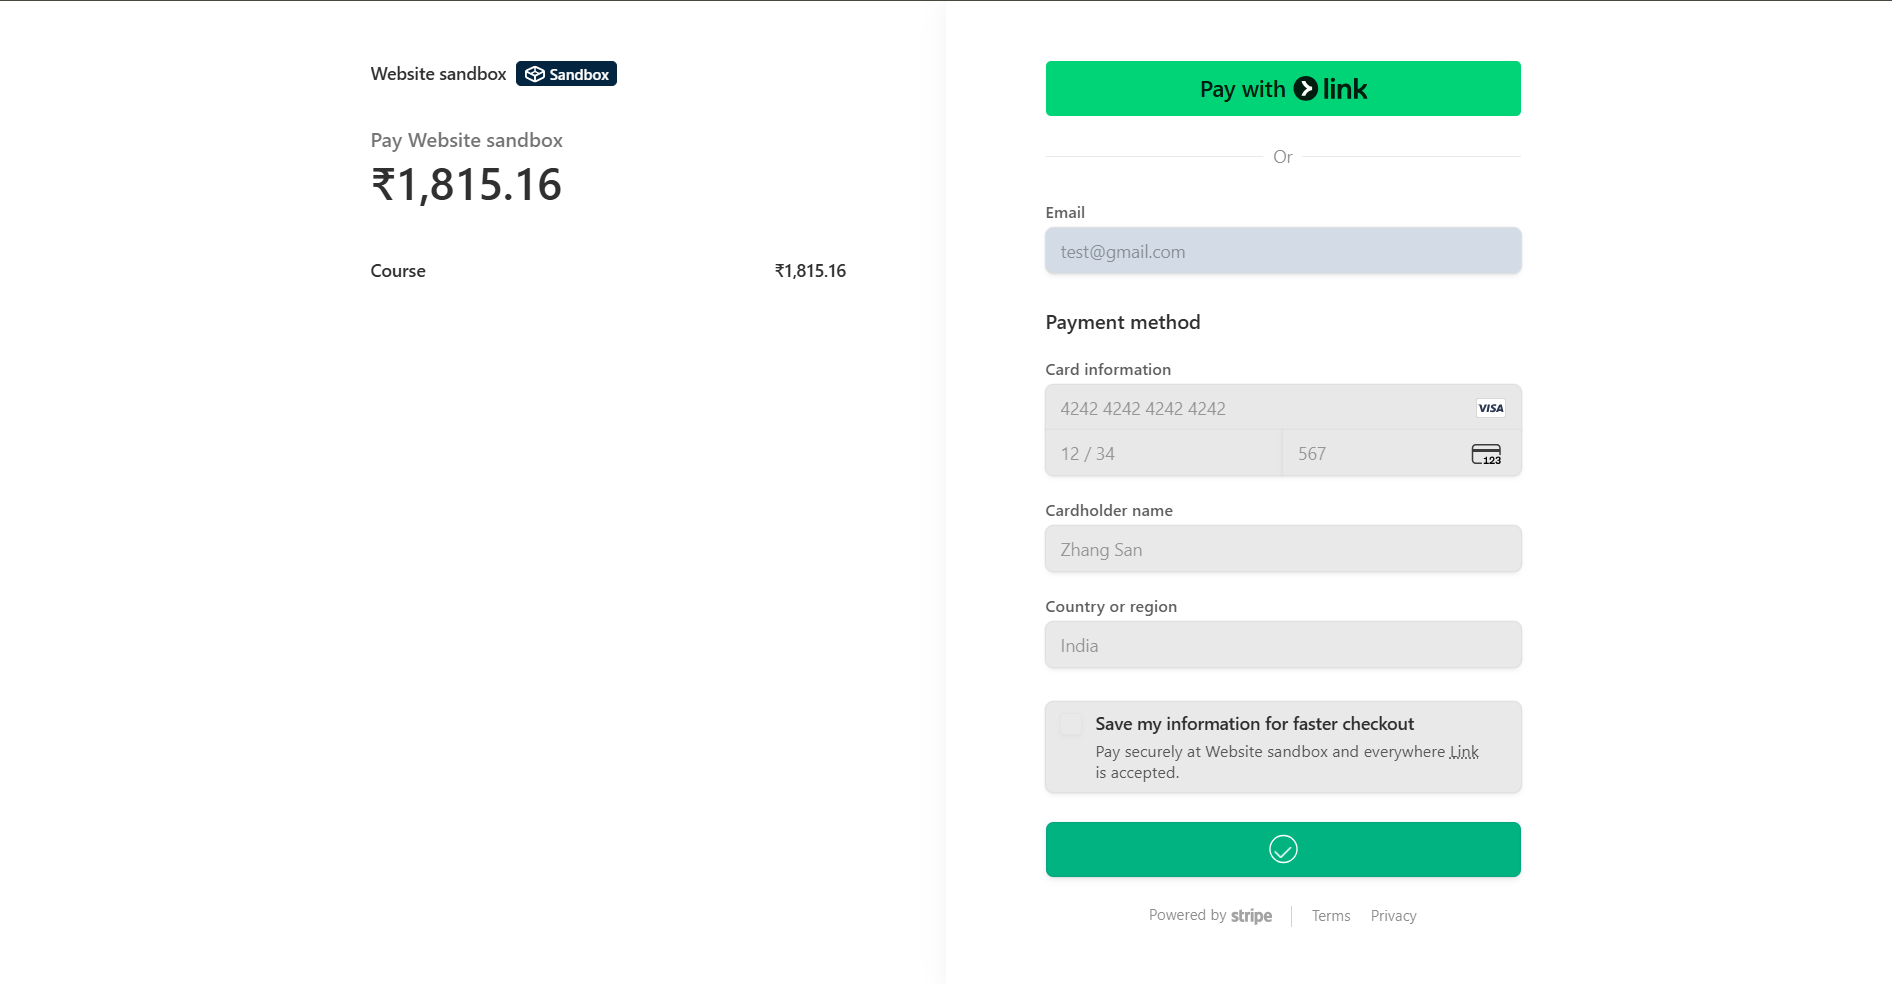 Website sandbox Sandbox
Pay Website sandbox
₹1,815.16
Course ₹1,815.16
Pay with link
Or
Email
test@gmail.com
Payment method
Card information
4242 4242 4242 4242 VISA
12 / 34 567 123
Cardholder name
Zhang San
Country or region
India
Save my information for faster checkout
Pay securely at Website sandbox and everywhere Link
is accepted.
Powered by stripe Terms Privacy